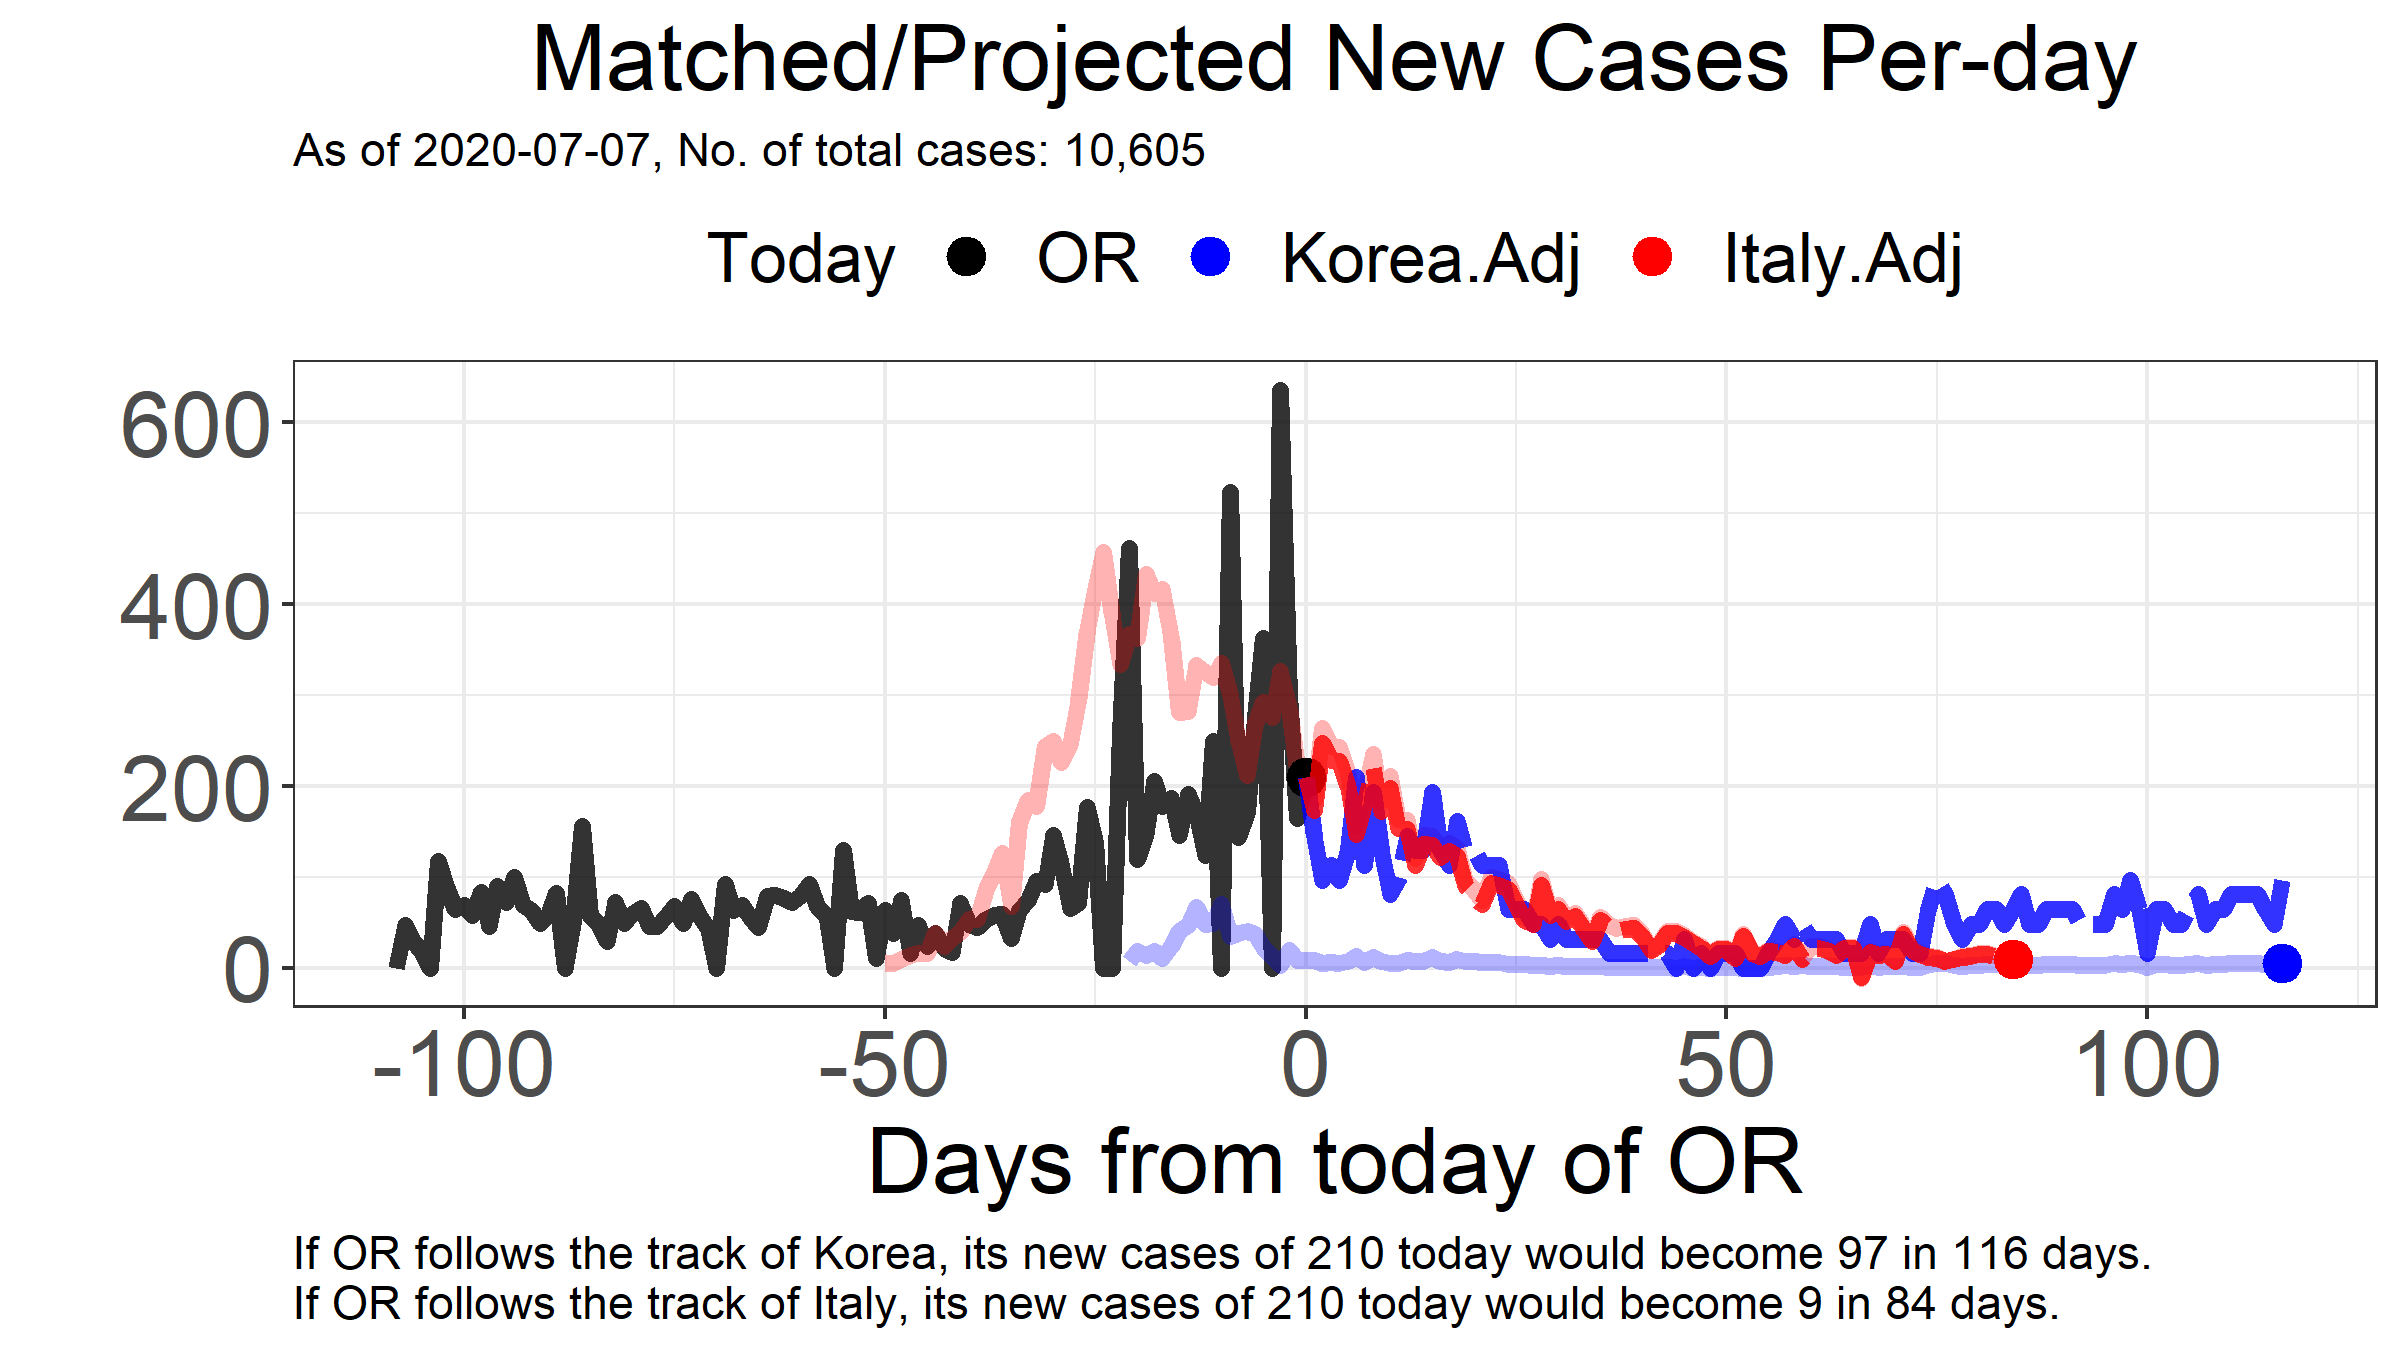 Matched/Projected New Cases Per-day
As of 2020-07-07, No. of total cases: 10,605
Today OR Korea.Adj Italy.Adj
600
400
200
0
-100 -50 0 50 100
Days from today of OR
If OR follows the track of Korea, its new cases of 210 today would become 97 in 116 days.
If OR follows the track of Italy, its new cases of 210 today would become 9 in 84 days.